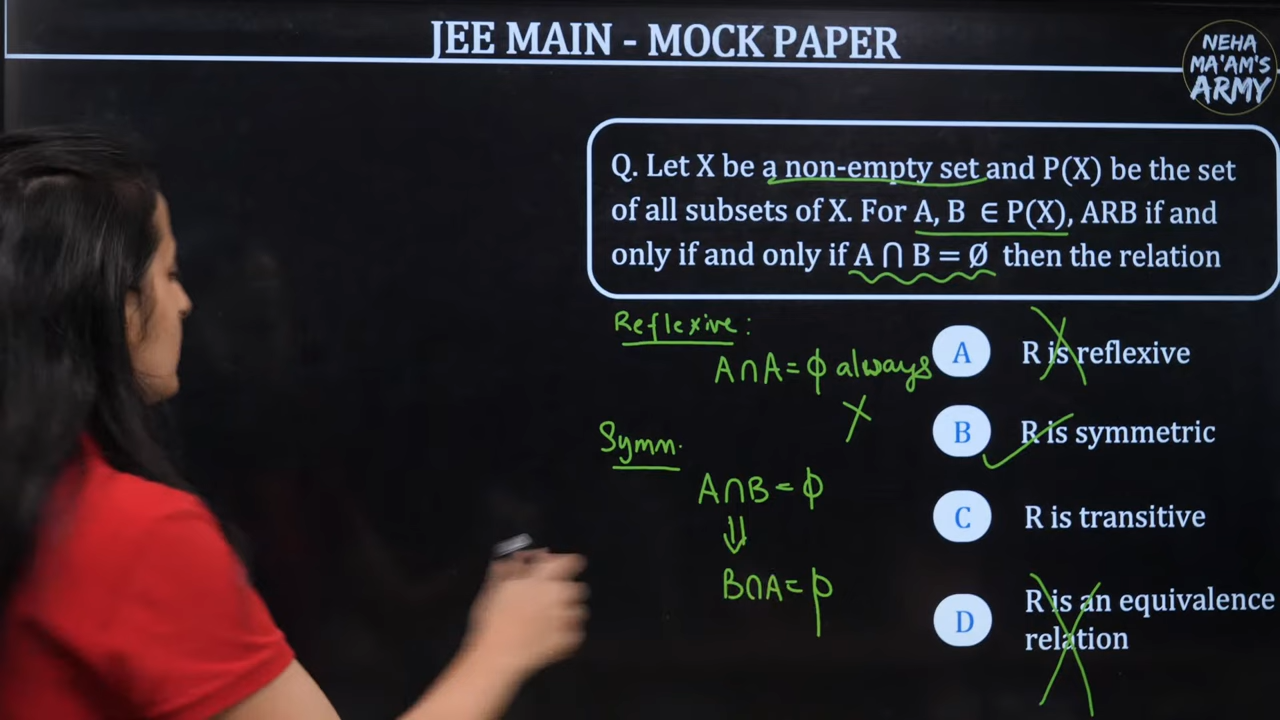 JEE MAIN - MOCK PAPER
NEHA
MA'AM'S
ARMY
Q. Let X be a non-empty set and P(X) be the set
of all subsets of X. For A, B ∈ P(X), ARB if and
only if and only if A ∩ B = Ø then the relation
Reflexive:
A∩A = ϕ always
X
Symm.
A∩B = ϕ
⇓
B∩A = p
A R is reflexive
B R is symmetric
C R is transitive
D R is an equivalence
relation